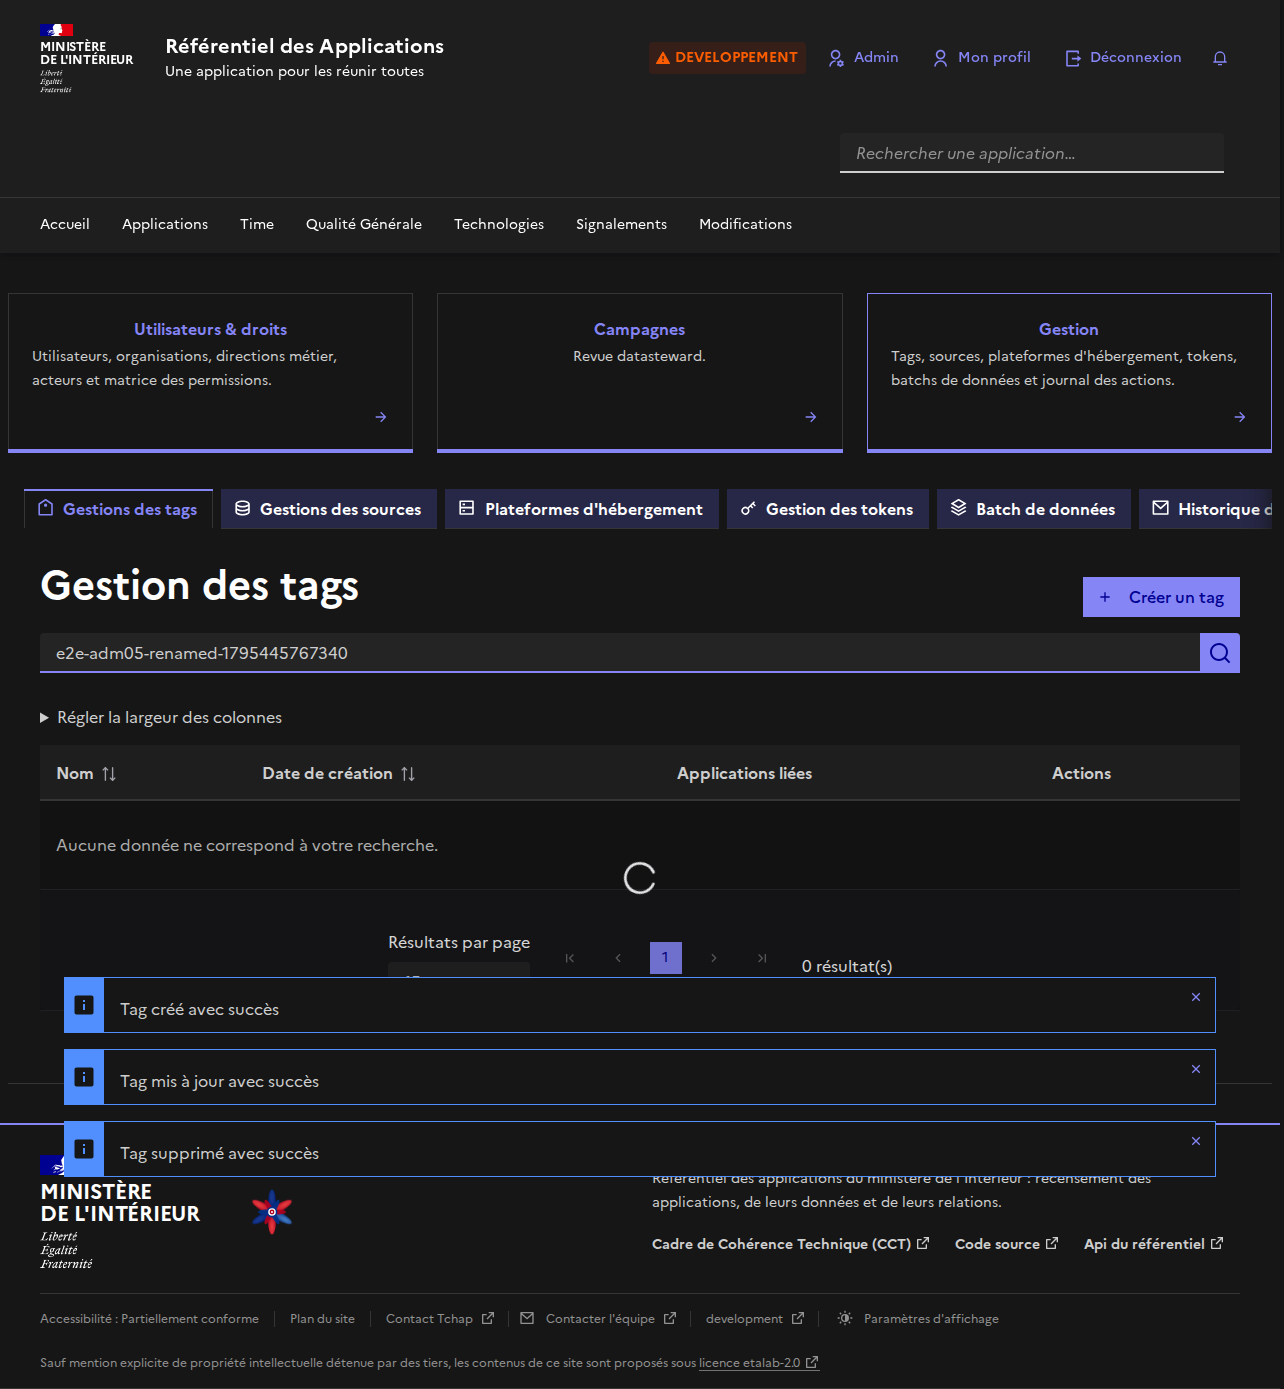 MINISTÈRE
DE L'INTÉRIEUR
Liberté
Égalité
Fraternité
Référentiel des Applications
Une application pour les réunir toutes
DEVELOPPEMENT
Admin
Mon profil
Déconnexion
Rechercher une application…
Accueil
Applications
Time
Qualité Générale
Technologies
Signalements
Modifications
Utilisateurs & droits
Utilisateurs, organisations, directions métier,
acteurs et matrice des permissions.
Campagnes
Revue datasteward.
Gestion
Tags, sources, plateformes d'hébergement, tokens,
batchs de données et journal des actions.
Gestions des tags
Gestions des sources
Plateformes d'hébergement
Gestion des tokens
Batch de données
Historique
Gestion des tags
Créer un tag
e2e-adm05-renamed-1795445767340
Régler la largeur des colonnes
Nom
Date de création
Applications liées
Actions
Aucune donnée ne correspond à votre recherche.
Résultats par page
1
0 résultat(s)
Tag créé avec succès
Tag mis à jour avec succès
Tag supprimé avec succès
MINISTÈRE
DE L'INTÉRIEUR
Liberté
Égalité
Fraternité
Référentiel des applications du ministère de l'Intérieur : recensement des
applications, de leurs données et de leurs relations.
Cadre de Cohérence Technique (CCT)
Code source
Api du référentiel
Accessibilité : Partiellement conforme
Plan du site
Contact Tchap
Contacter l'équipe
development
Paramètres d'affichage
Sauf mention explicite de propriété intellectuelle détenue par des tiers, les contenus de ce site sont proposés sous licence etalab-2.0